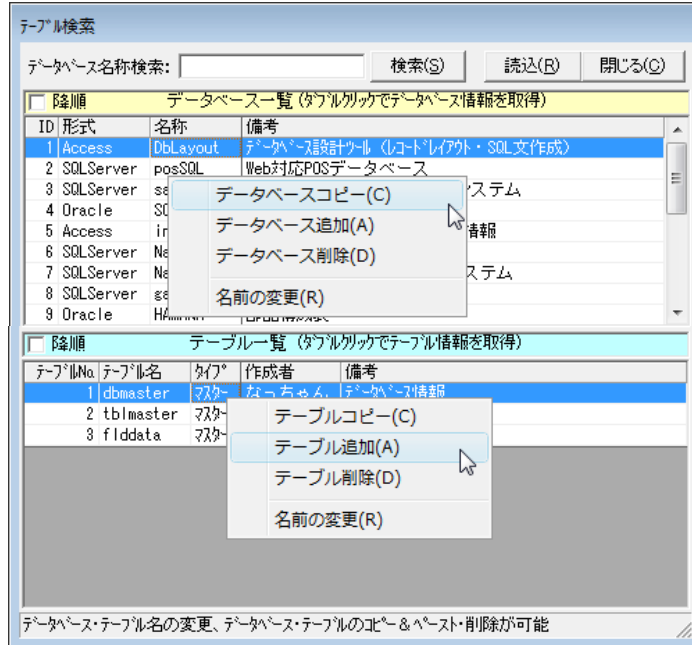 ﾃｰﾌﾞﾙ検索
ﾃﾞｰﾀﾍﾞｰｽ名称検索: 検索(S) 読込(R) 閉じる(C)
降順 データベース一覧 (ﾀﾞﾌﾞﾙｸﾘｯｸでﾃﾞｰﾀﾍﾞｰｽ情報を取得)
ID 形式 名称 備考
1 Access DbLayout ﾃﾞｰﾀﾍﾞｰｽ設計ﾂｰﾙ (ﾚｺｰﾄﾞﾚｲｱｳﾄ・SQL文作成)
2 SQLServer posSQL Web対応POSデータベース
3 SQLServer ステム
データベースコピー(C)
4 Oracle
データベース追加(A)
5 Access 情報
6 SQLServer
データベース削除(D)
7 SQLServer ステム
8 SQLServer
名前の変更(R)
9 Oracle
降順 テーブル一覧 (ﾀﾞﾌﾞﾙｸﾘｯｸでﾃｰﾌﾞﾙ情報を取得)
ﾃｰﾌﾞﾙNo. ﾃｰﾌﾞﾙ名 ﾀｲﾌﾟ 作成者 備考
1 dbmaster ﾏｽﾀｰ なっちゃん ﾃﾞｰﾀﾍﾞｰｽ情報
2 tblmaster ﾏｽﾀｰ
3 flddata ﾏｽﾀｰ
テーブルコピー(C)
テーブル追加(A)
テーブル削除(D)
名前の変更(R)
ﾃﾞｰﾀﾍﾞｰｽ･ﾃｰﾌﾞﾙ名の変更、ﾃﾞｰﾀﾍﾞｰｽ･ﾃｰﾌﾞﾙのｺﾋﾟｰ＆ﾍﾟｰｽﾄ･削除が可能